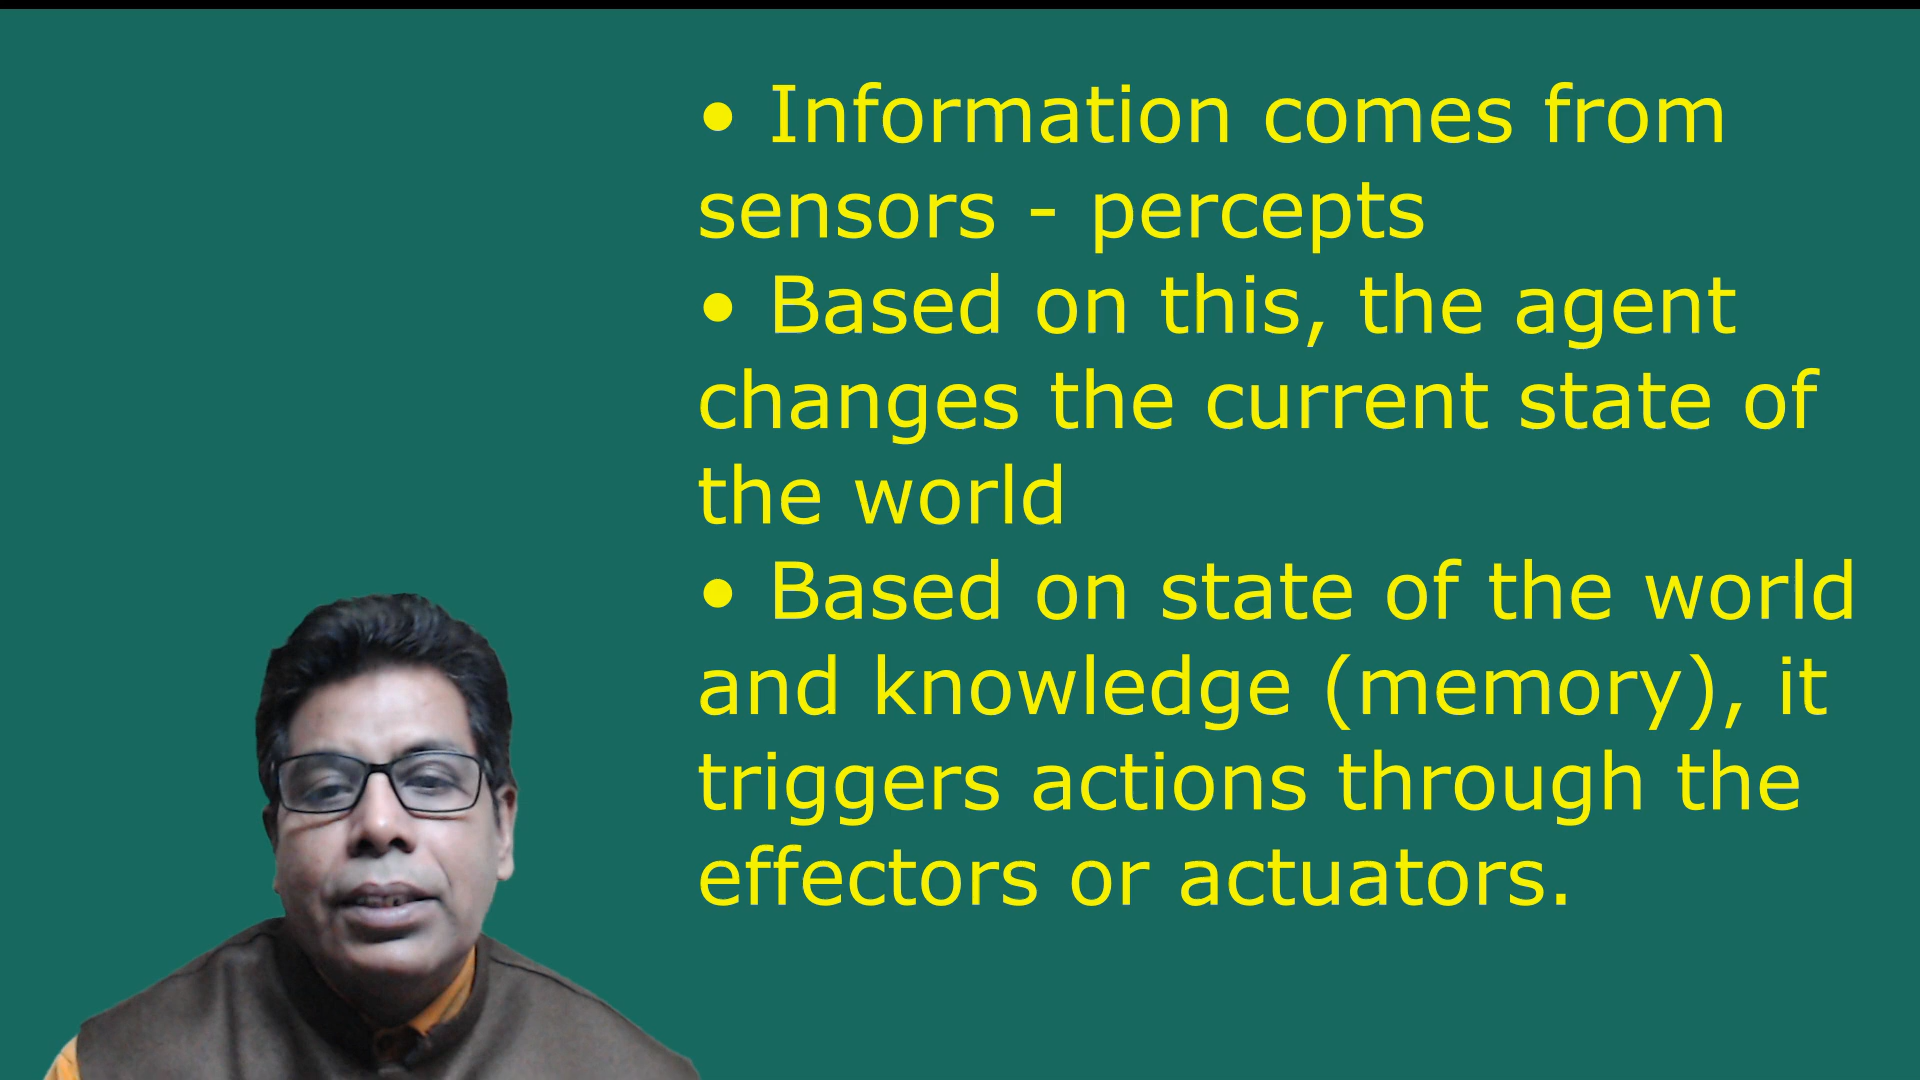 • Information comes from
sensors - percepts
• Based on this, the agent
changes the current state of
the world
• Based on state of the world
and knowledge (memory), it
triggers actions through the
effectors or actuators.